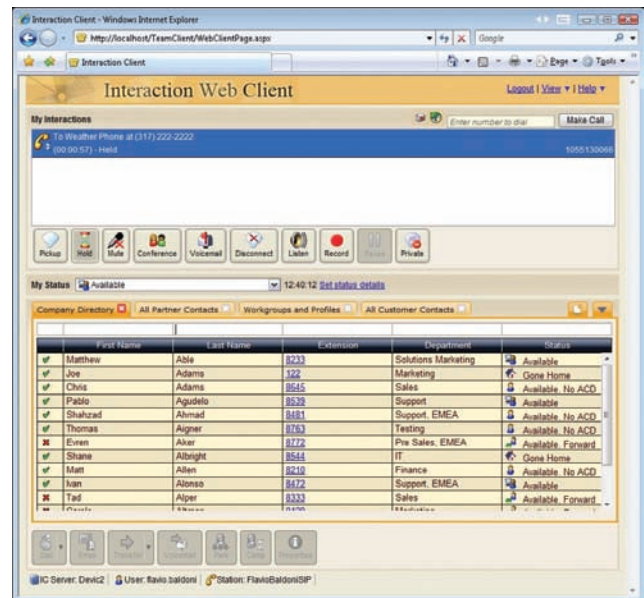 Interaction Client - Windows Internet Explorer
http://localhost/TeamClient/WebClientPage.aspx
Google
Interaction Client
Page
Tools
Interaction Web Client
Logout | View | Help
My Interactions
Enter number to dial
Make Call
To Weather Phone at (317) 222-2222
(00:00:57) - Held
1055130066
Pickup Hold Mute Conference Voicemail Disconnect Listen Record Pause Private
My Status Available 12:40:12 Set status details
Company Directory All Partner Contacts Workgroups and Profiles All Customer Contacts
First Name Last Name Extension Department Status
Matthew Able 8233 Solutions Marketing Available
Joe Adams 122 Marketing Gone Home
Chris Adams 8645 Sales Available, No ACD
Pablo Agudelo 8539 Support Available
Shahzad Ahmad 8481 Support, EMEA Available, No ACD
Thomas Aigner 8763 Testing Available, No ACD
Evren Aker 8772 Pre Sales, EMEA Available, Forward
Shane Albright 8544 IT Gone Home
Matt Allen 8210 Finance Available, No ACD
Ivan Alonso 8472 Support, EMEA Available
Tad Alper 8333 Sales Available, Forward
Call Email Transfer Voicemail Park Camp Properties
IC Server: Devic2 User: flavio.baldoni Station: FlavioBaldoniSIP